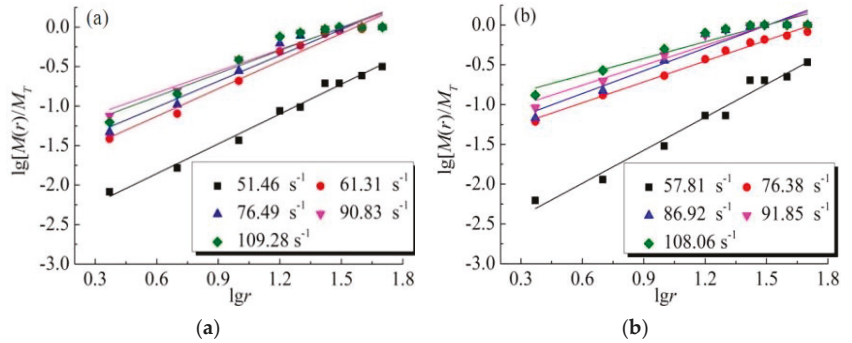 (a)
lg[M(r)/M_T
0.0
-0.5
-1.0
-1.5
-2.0
-2.5
-3.0
51.46 s⁻¹ 61.31 s⁻¹
76.49 s⁻¹ 90.83 s⁻¹
109.28 s⁻¹
0.3 0.6 0.9 1.2 1.5 1.8
lgr
(a)
(b)
lg[M(r)/M_T
0.0
-0.5
-1.0
-1.5
-2.0
-2.5
-3.0
57.81 s⁻¹ 76.38 s⁻¹
86.92 s⁻¹ 91.85 s⁻¹
108.06 s⁻¹
0.3 0.6 0.9 1.2 1.5 1.8
lgr
(b)